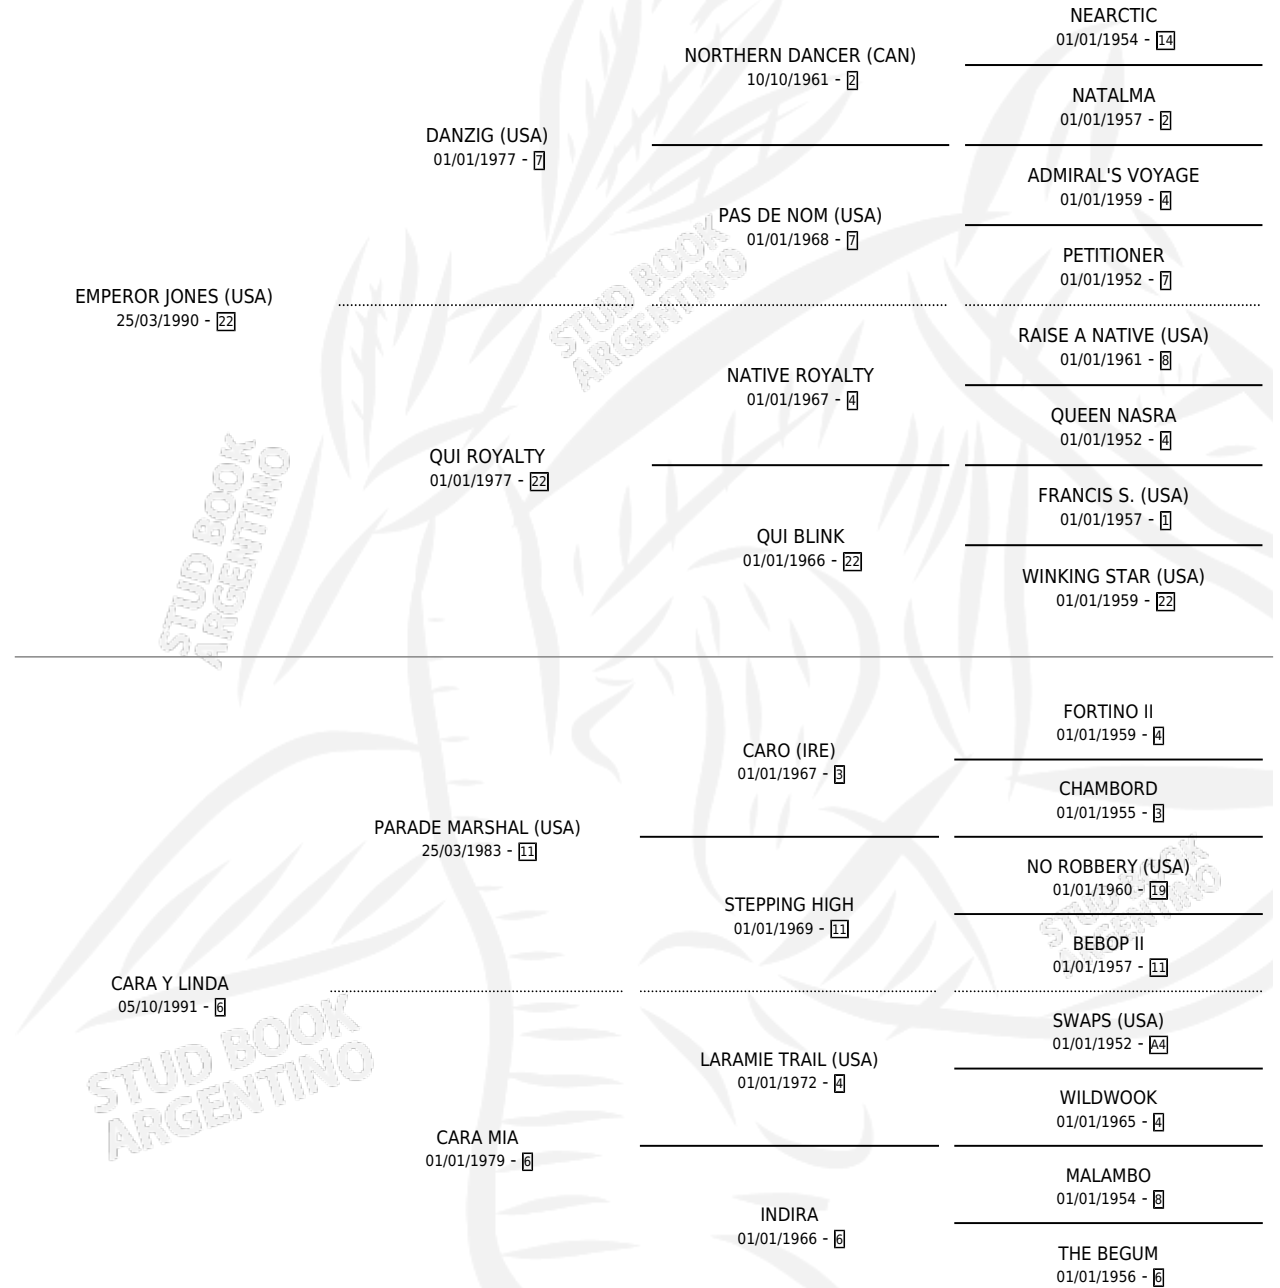 NEARCTIC
01/01/1954 - 14
NORTHERN DANCER (CAN)
10/10/1961 - 2
NATALMA
01/01/1957 - 2
DANZIG (USA)
01/01/1977 - 7
ADMIRAL'S VOYAGE
01/01/1959 - 4
PAS DE NOM (USA)
01/01/1968 - 7
PETITIONER
01/01/1952 - 7
EMPEROR JONES (USA)
25/03/1990 - 22
STUD BOOK
ARGENTINO
RAISE A NATIVE (USA)
01/01/1961 - 8
NATIVE ROYALTY
01/01/1967 - 4
QUEEN NASRA
01/01/1952 - 4
QUI ROYALTY
01/01/1977 - 22
FRANCIS S. (USA)
01/01/1957 - 1
QUI BLINK
01/01/1966 - 22
STUD BOOK
ARGENTINO
WINKING STAR (USA)
01/01/1959 - 22
FORTINO II
01/01/1959 - 4
CARO (IRE)
01/01/1967 - 3
CHAMBORD
01/01/1955 - 3
PARADE MARSHAL (USA)
25/03/1983 - 11
NO ROBBERY (USA)
01/01/1960 - 19
STUD BOOK
ARGENTINO
STEPPING HIGH
01/01/1969 - 11
BEBOP II
01/01/1957 - 11
CARA Y LINDA
05/10/1991 - 6
STUD BOOK
ARGENTINO
SWAPS (USA)
01/01/1952 - A4
LARAMIE TRAIL (USA)
01/01/1972 - 4
WILDWOOK
01/01/1965 - 4
CARA MIA
01/01/1979 - 6
MALAMBO
01/01/1954 - 8
INDIRA
01/01/1966 - 6
THE BEGUM
01/01/1956 - 6